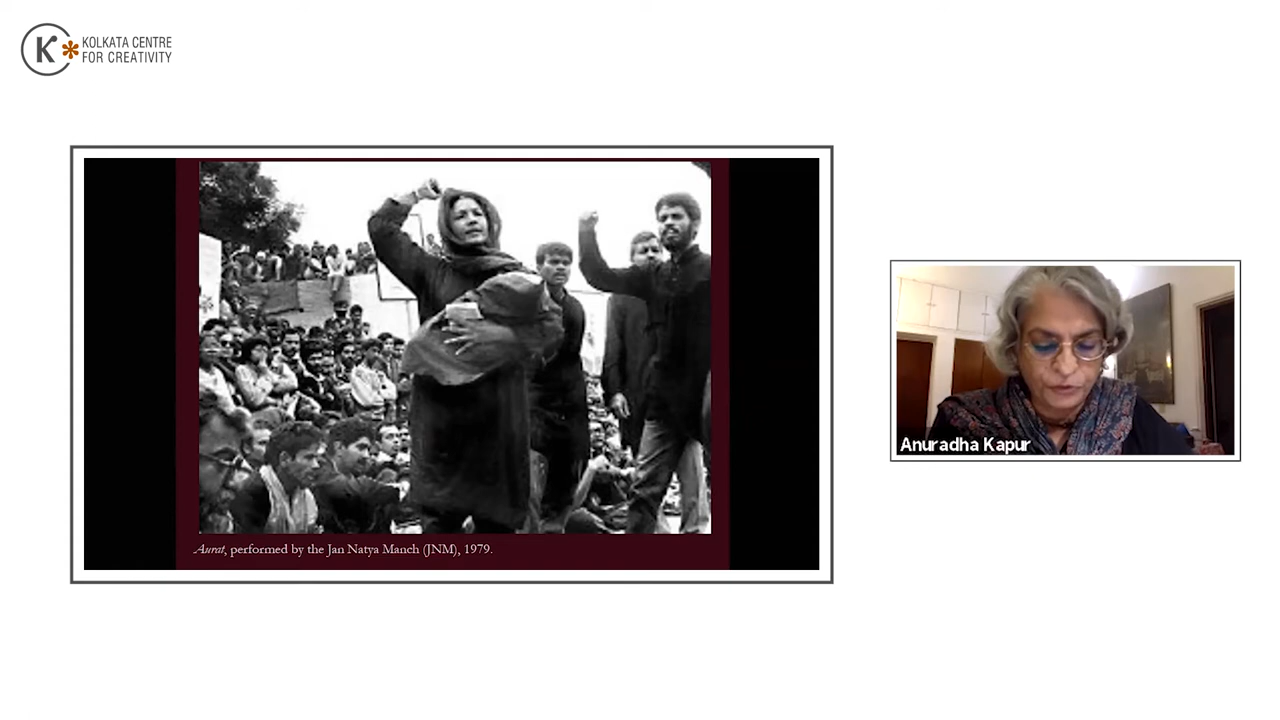 KOLKATA CENTRE
FOR CREATIVITY
Aurat, performed by the Jan Natya Manch (JNM), 1979.
Anuradha Kapur